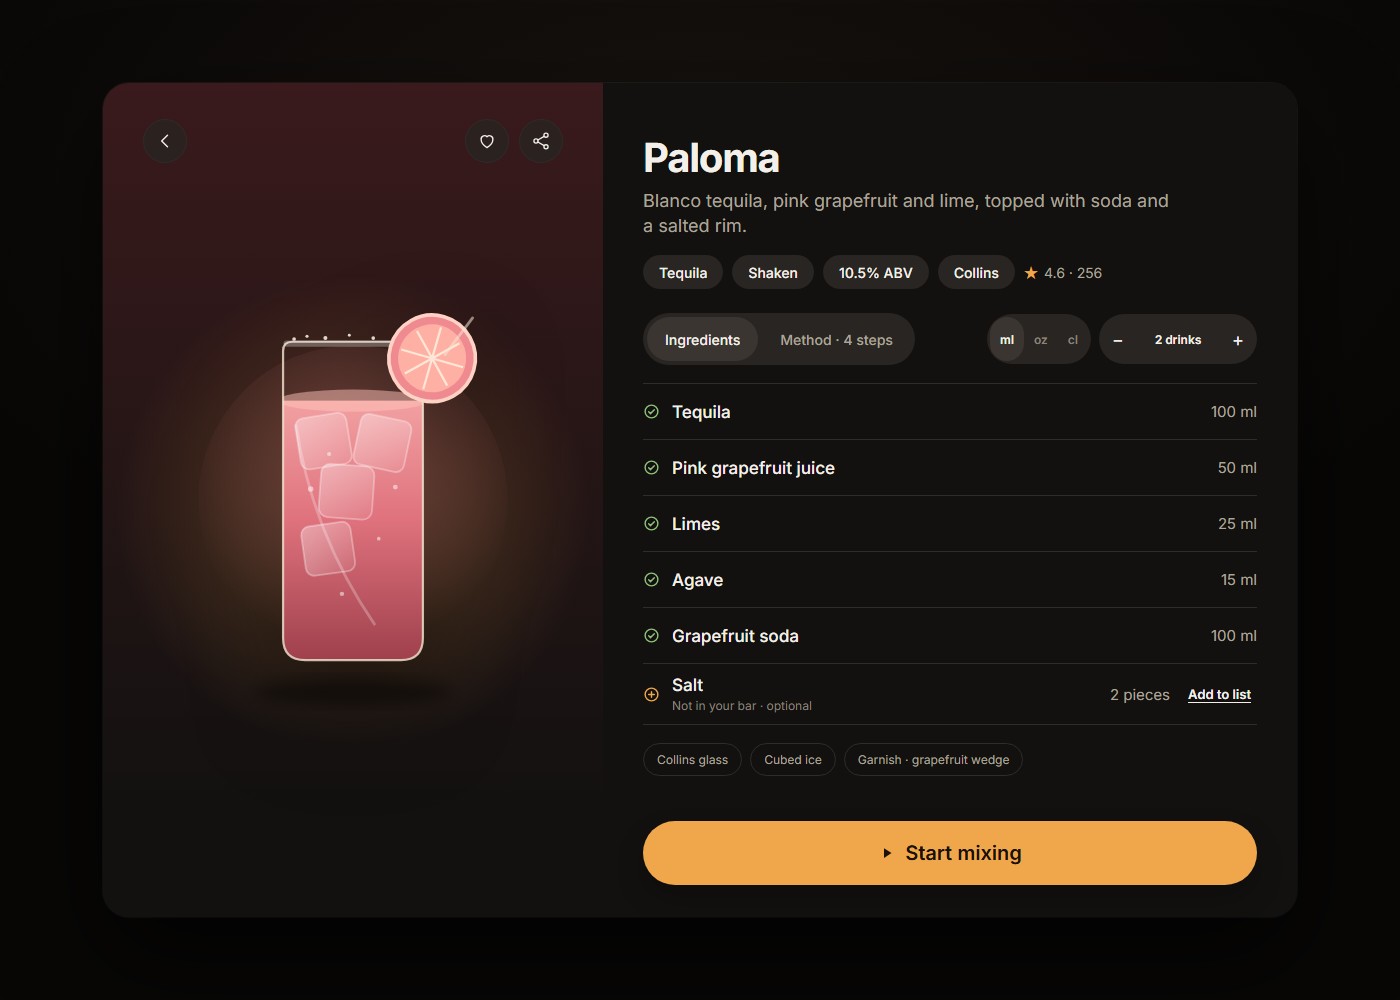 Paloma
Blanco tequila, pink grapefruit and lime, topped with soda and
a salted rim.
Tequila Shaken 10.5% ABV Collins ★ 4.6 · 256
Ingredients Method · 4 steps ml oz cl − 2 drinks +
Tequila 100 ml
Pink grapefruit juice 50 ml
Limes 25 ml
Agave 15 ml
Grapefruit soda 100 ml
Salt 2 pieces Add to list
Not in your bar · optional
Collins glass Cubed ice Garnish · grapefruit wedge
Start mixing